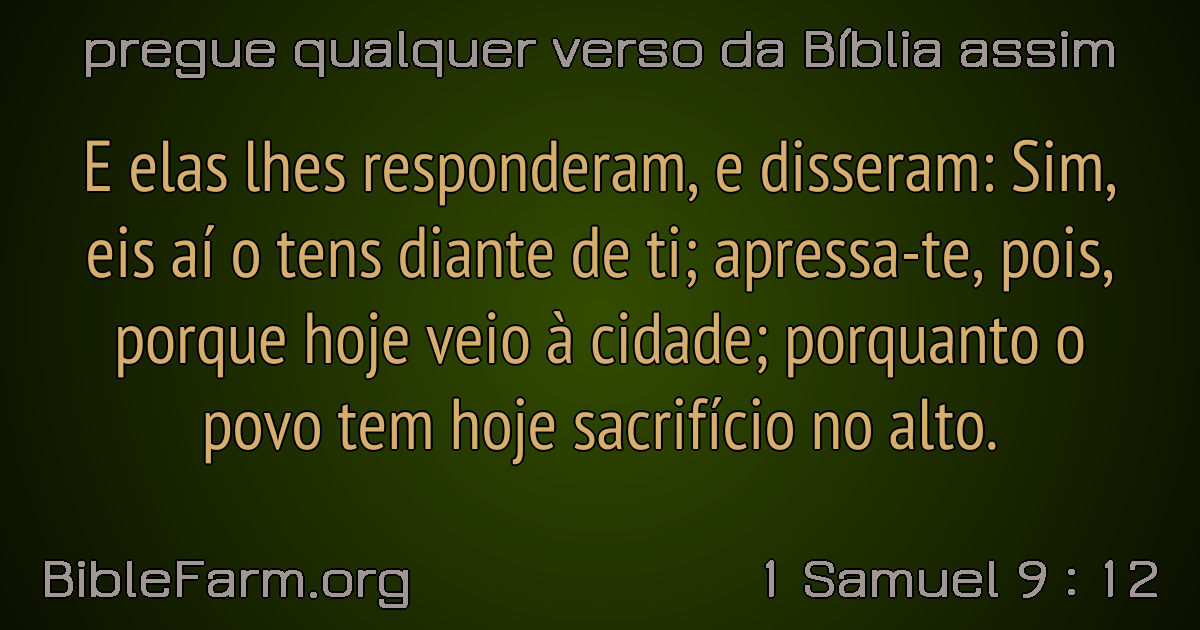 pregue qualquer verso da Bíblia assim
E elas lhes responderam, e disseram: Sim,
eis aí o tens diante de ti; apressa-te, pois,
porque hoje veio à cidade; porquanto o
povo tem hoje sacrifício no alto.
BibleFarm.org
1 Samuel 9 : 12